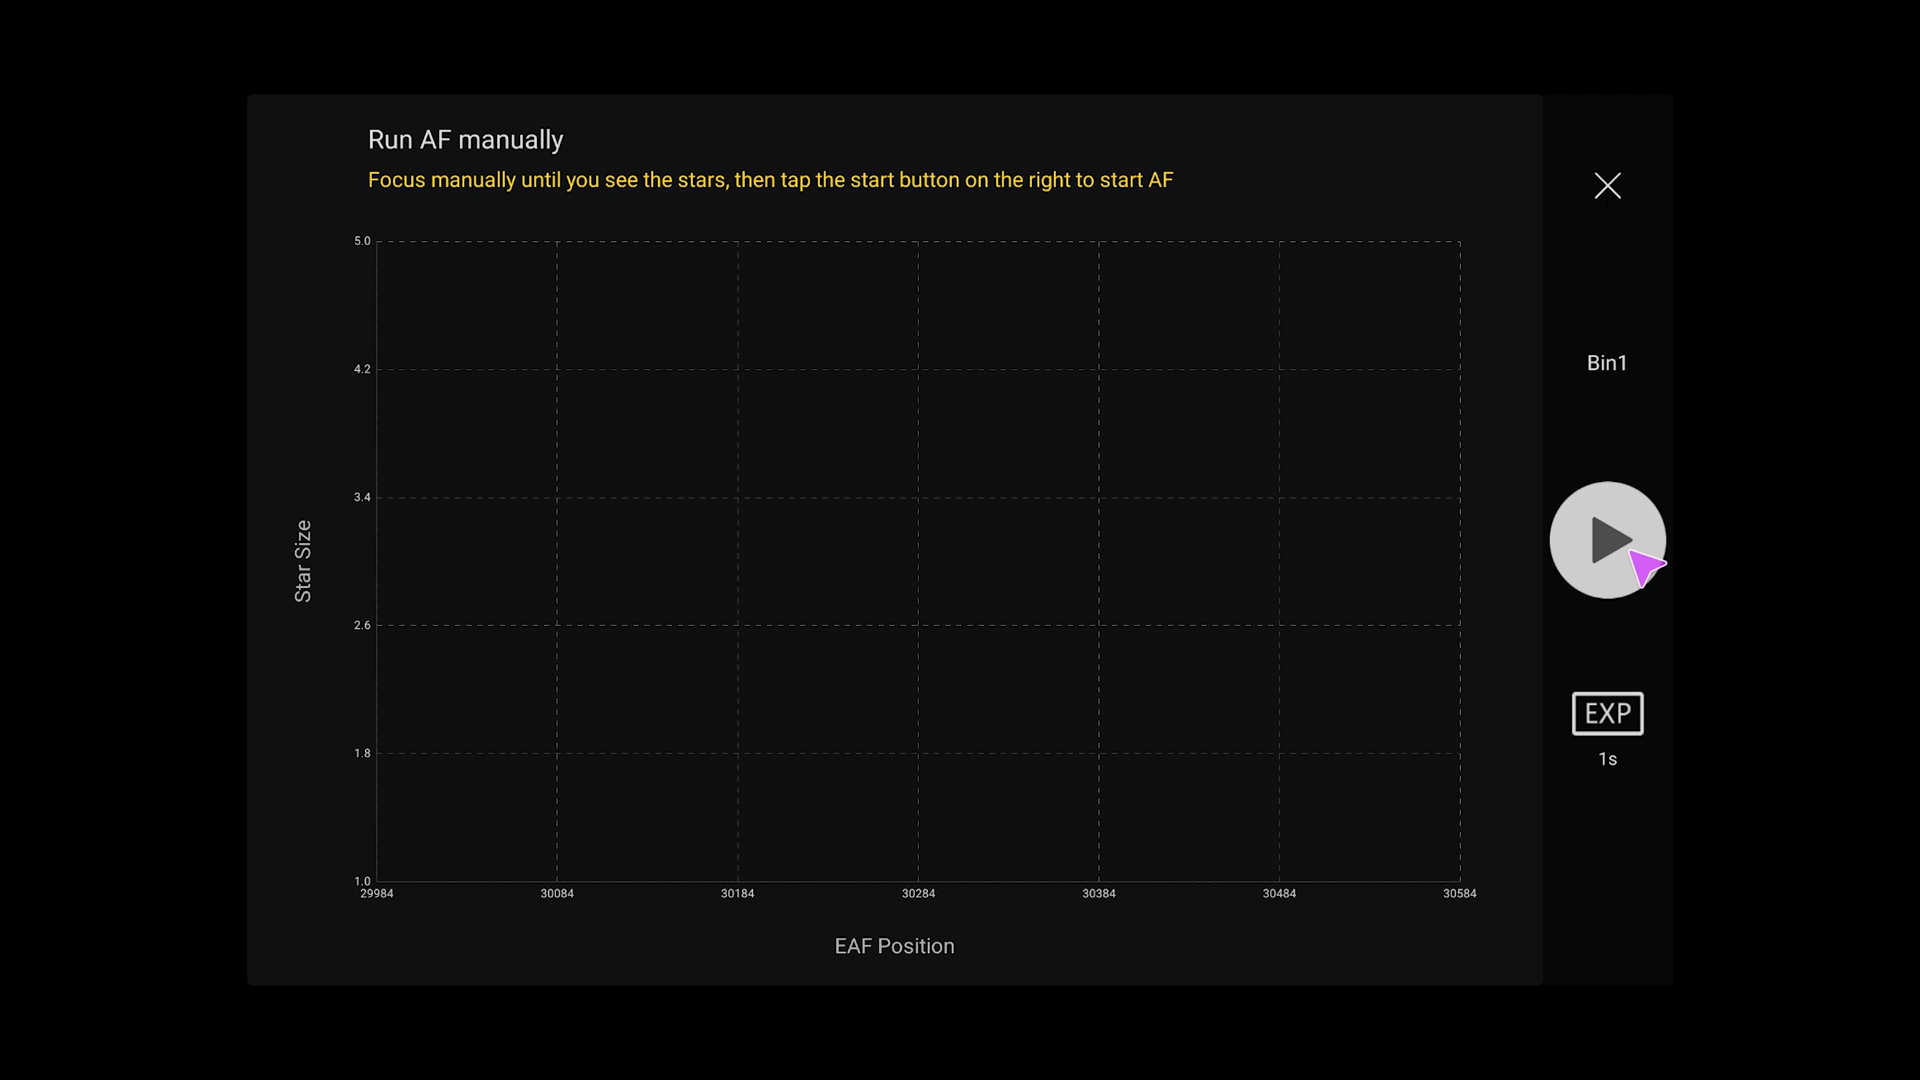 Run AF manually
Focus manually until you see the stars, then tap the start button on the right to start AF
5.0
4.2
3.4
2.6
1.8
1.0
Star Size
29984 30084 30184 30284 30384 30484 30584
EAF Position
Bin1
EXP
1s